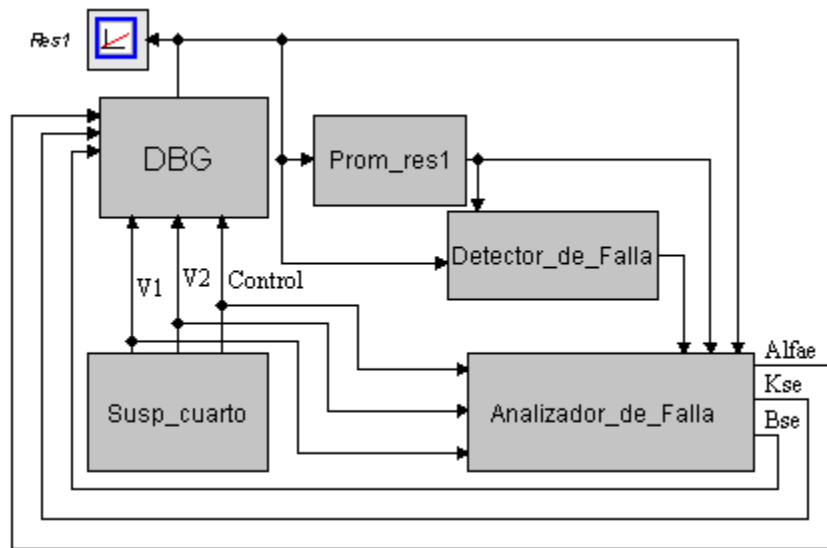 Res1
DBG
Prom_res1
Detector_de_Falla
V1
V2
Control
Susp_cuarto
Analizador_de_Falla
Alfae
Kse
Bse